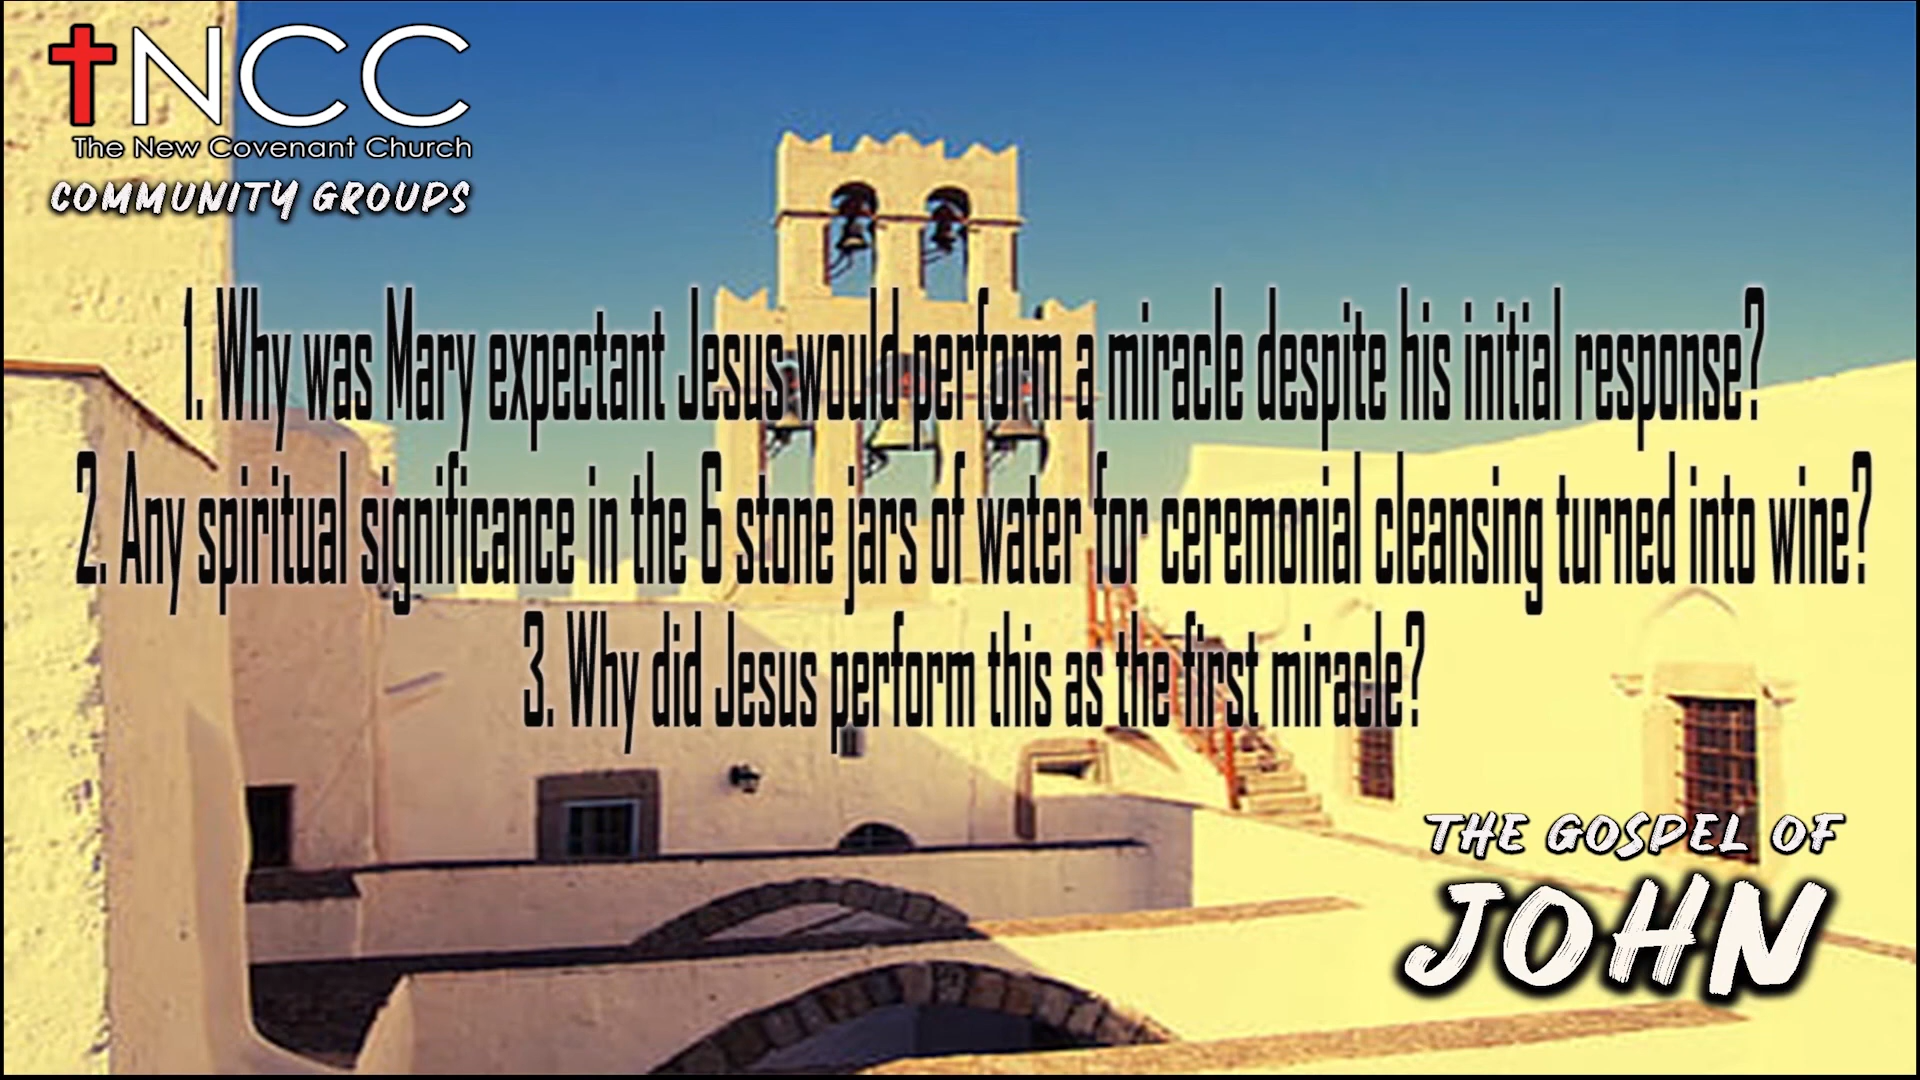 NCC
The New Covenant Church
COMMUNITY GROUPS
1. Why was Mary expectant Jesus would perform a miracle despite his initial response?
2. Any spiritual significance in the 6 stone jars of water for ceremonial cleansing turned into wine?
3. Why did Jesus perform this as the first miracle?
THE GOSPEL OF
JOHN